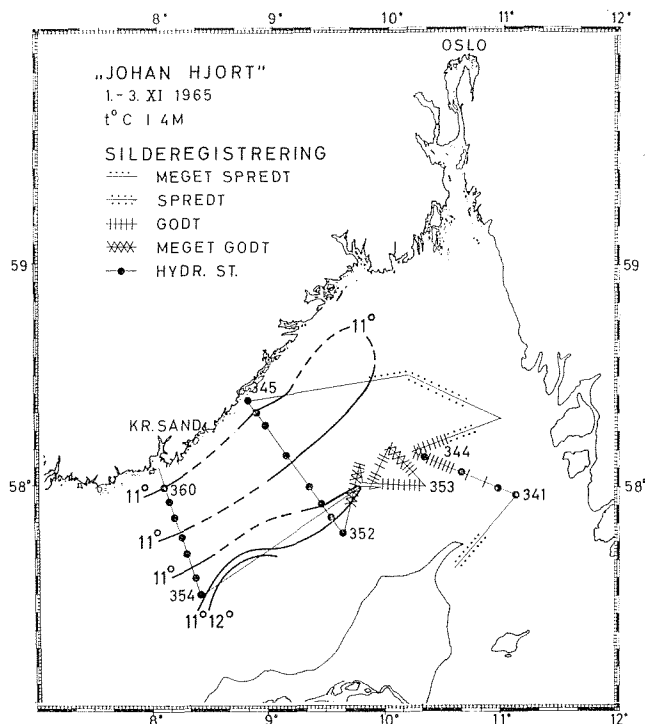 8° 9° 10° 11° 12°
OSLO
„JOHAN HJORT"
1.-3. XI 1965
t°C I 4M
SILDEREGISTRERING
MEGET SPREDT
SPREDT
GODT
MEGET GODT
HYDR. ST.
59 59°
11°
345
KR. SAND
344
58° 58°
11° 360
353
341
11°
352
11°
354
11° 12°
8° 9° 10° 11° 12°